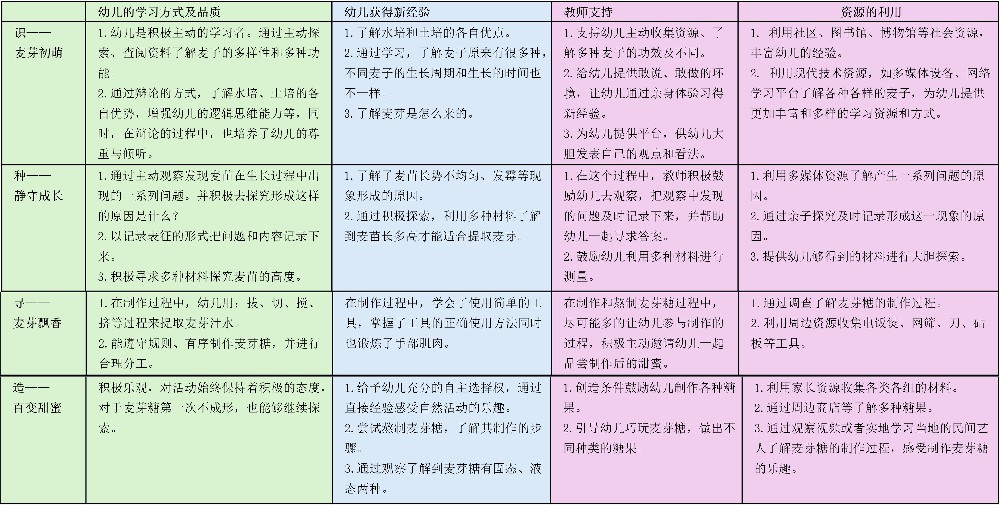 幼儿的学习方式及品质
幼儿获得新经验
教师支持
资源的利用
识——
麦芽初萌
1.幼儿是积极主动的学习者。通过主动探
索、查阅资料了解麦子的多样性和多种功
能。
2.通过辩论的方式，了解水培、土培的各
自优势，增强幼儿的逻辑思维能力等，同
时，在辩论的过程中，也培养了幼儿的尊
重与倾听。
1.了解水培和土培的各自优点。
2.通过学习，了解麦子原来有很多种，
不同麦子的生长周期和生长的时间也
不一样。
3.了解麦芽是怎么来的。
1.支持幼儿主动收集资源、了
解多种麦子的功效及不同。
2.给幼儿提供敢说、敢做的环
境，让幼儿通过亲身体验习得
新经验。
3.为幼儿提供平台，供幼儿大
胆发表自己的观点和看法。
1. 利用社区、图书馆、博物馆等社会资源，
丰富幼儿的经验。
2. 利用现代技术资源，如多媒体设备、网络
学习平台了解各种各样的麦子，为幼儿提供
更加丰富和多样的学习资源和方式。
种——
静守成长
1.通过主动观察发现麦苗在生长过程中出
现的一系列问题。并积极去探究形成这样
的原因是什么？
2.以记录表征的形式把问题和内容记录下
来。
3.积极寻求多种材料探究麦苗的高度。
1.了解了麦苗长势不均匀、发霉等现
象形成的原因。
2.通过积极探索，利用多种材料了解
到麦苗长多高才能适合提取麦芽。
1.在这个过程中，教师积极鼓
励幼儿去观察，把观察中发现
的问题及时记录下来，并帮助
幼儿一起寻求答案。
2.鼓励幼儿利用多种材料进行
测量。
1.利用多媒体资源了解产生一系列问题的原
因。
2.通过亲子探究及时记录形成这一现象的原
因。
3.提供幼儿够得到的材料进行大胆探索。
寻——
麦芽飘香
1.在制作过程中，幼儿用：拔、切、搅、
挤等过程来提取麦芽汁水。
2.能遵守规则、有序制作麦芽糖，并进行
合理分工。
在制作过程中，学会了使用简单的工
具，掌握了工具的正确使用方法同时
也锻炼了手部肌肉。
在制作和熬制麦芽糖过程中，
尽可能多的让幼儿参与制作的
过程，积极主动邀请幼儿一起
品尝制作后的甜蜜。
1.通过调查了解麦芽糖的制作过程。
2.利用周边资源收集电饭煲、网筛、刀、砧
板等工具。
造——
百变甜蜜
积极乐观，对活动始终保持着积极的态度，
对于麦芽糖第一次不成形，也能够继续探
索。
1.给予幼儿充分的自主选择权，通过
直接经验感受自然活动的乐趣。
2.尝试熬制麦芽糖，了解其制作的步
骤。
3.通过观察了解到麦芽糖有固态、液
态两种。
1.创造条件鼓励幼儿制作各种糖
果。
2.引导幼儿巧玩麦芽糖，做出不
同种类的糖果。
1.利用家长资源收集各类各组的材料。
2.通过周边商店等了解多种糖果。
3.通过观察视频或者实地学习当地的民间艺
人了解麦芽糖的制作过程，感受制作麦芽糖
的乐趣。